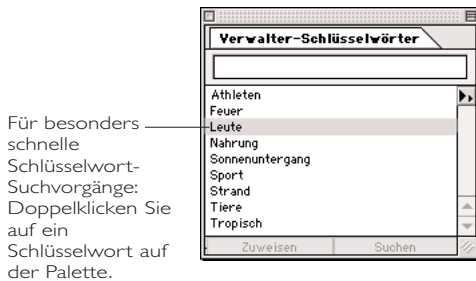 Verwalter-Schlüsselwörter
Athleten
Feuer
Leute
Nahrung
Sonnenuntergang
Sport
Strand
Tiere
Tropisch
Zuweisen
Suchen
Für besonders
schnelle
Schlüsselwort-
Suchvorgänge:
Doppelklicken Sie
auf ein
Schlüsselwort auf
der Palette.